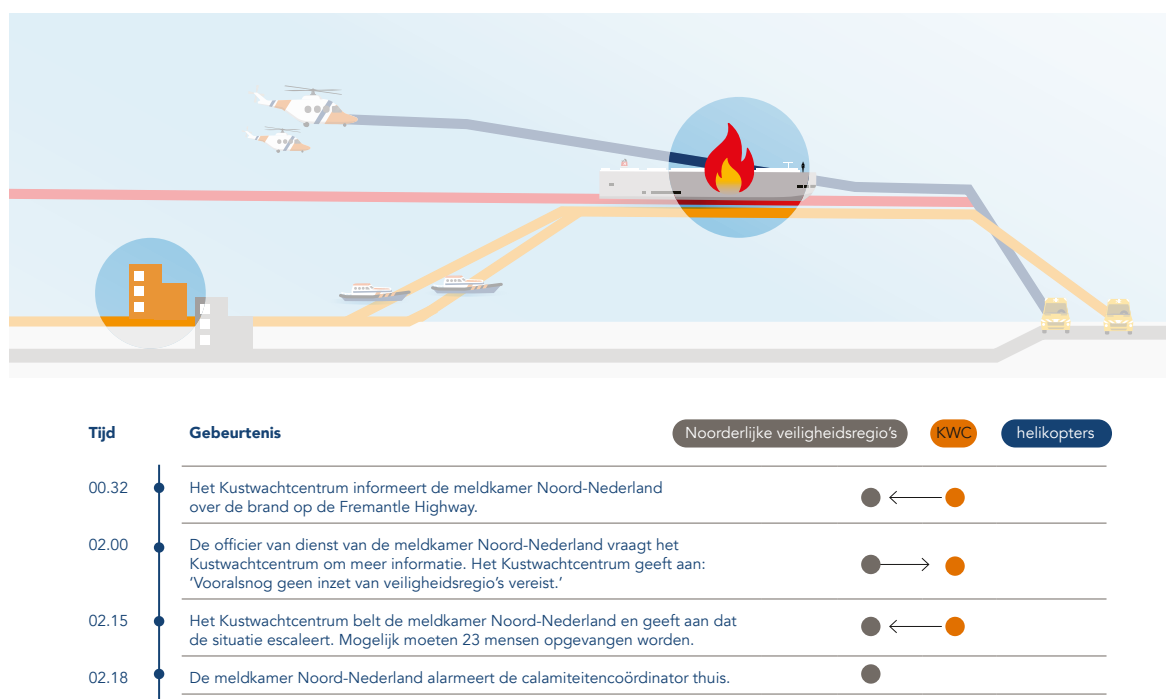 Tijd Gebeurtenis Noorderlijke veiligheidsregio's KWC helikopters
00.32 Het Kustwachtcentrum informeert de meldkamer Noord-Nederland
over de brand op de Fremantle Highway.
02.00 De officier van dienst van de meldkamer Noord-Nederland vraagt het
Kustwachtcentrum om meer informatie. Het Kustwachtcentrum geeft aan:
'Vooralsnog geen inzet van veiligheidsregio's vereist.'
02.15 Het Kustwachtcentrum belt de meldkamer Noord-Nederland en geeft aan dat
de situatie escaleert. Mogelijk moeten 23 mensen opgevangen worden.
02.18 De meldkamer Noord-Nederland alarmeert de calamiteitencoördinator thuis.